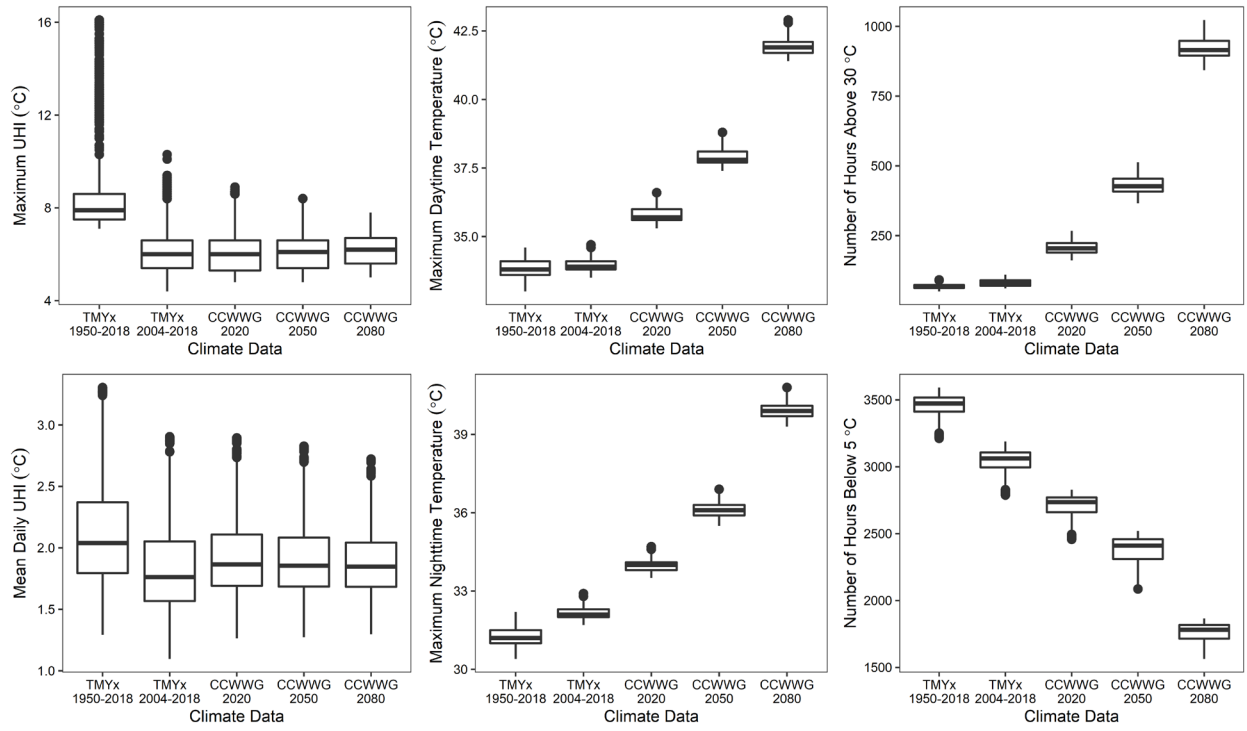 Maximum UHI (°C)
16
12
8
4
TMYx
1950-2018
TMYx
2004-2018
CCWWG
2020
CCWWG
2050
CCWWG
2080
Climate Data
Maximum Daytime Temperature (°C)
42.5
40.0
37.5
35.0
TMYx
1950-2018
TMYx
2004-2018
CCWWG
2020
CCWWG
2050
CCWWG
2080
Climate Data
Number of Hours Above 30 °C
1000
750
500
250
TMYx
1950-2018
TMYx
2004-2018
CCWWG
2020
CCWWG
2050
CCWWG
2080
Climate Data
Mean Daily UHI (°C)
3.0
2.5
2.0
1.5
1.0
TMYx
1950-2018
TMYx
2004-2018
CCWWG
2020
CCWWG
2050
CCWWG
2080
Climate Data
Maximum Nighttime Temperature (°C)
39
36
33
30
TMYx
1950-2018
TMYx
2004-2018
CCWWG
2020
CCWWG
2050
CCWWG
2080
Climate Data
Number of Hours Below 5 °C
3500
3000
2500
2000
1500
TMYx
1950-2018
TMYx
2004-2018
CCWWG
2020
CCWWG
2050
CCWWG
2080
Climate Data